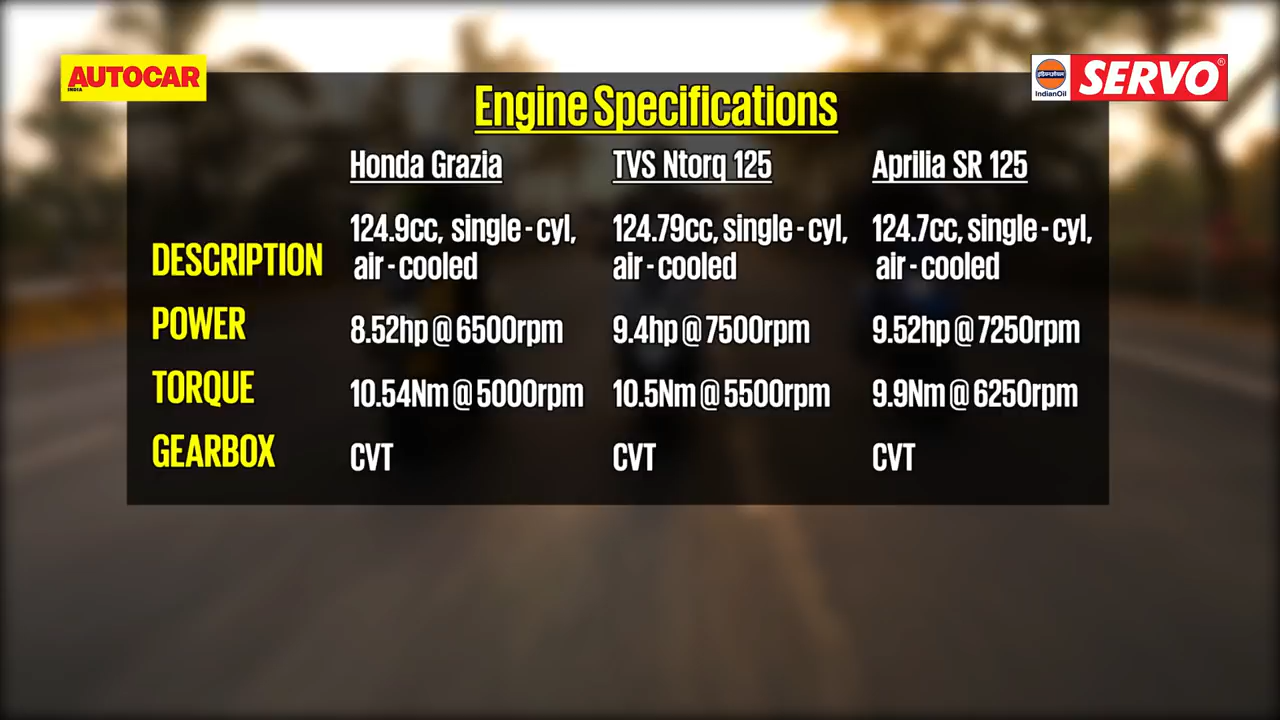 AUTOCAR
INDIA
इंडियनऑयल
IndianOil
SERVO®
Engine Specifications
Honda Grazia TVS Ntorq 125 Aprilia SR 125
DESCRIPTION 124.9cc, single-cyl, air-cooled 124.79cc, single-cyl, air-cooled 124.7cc, single-cyl, air-cooled
POWER 8.52hp @ 6500rpm 9.4hp @ 7500rpm 9.52hp @ 7250rpm
TORQUE 10.54Nm @ 5000rpm 10.5Nm @ 5500rpm 9.9Nm @ 6250rpm
GEARBOX CVT CVT CVT